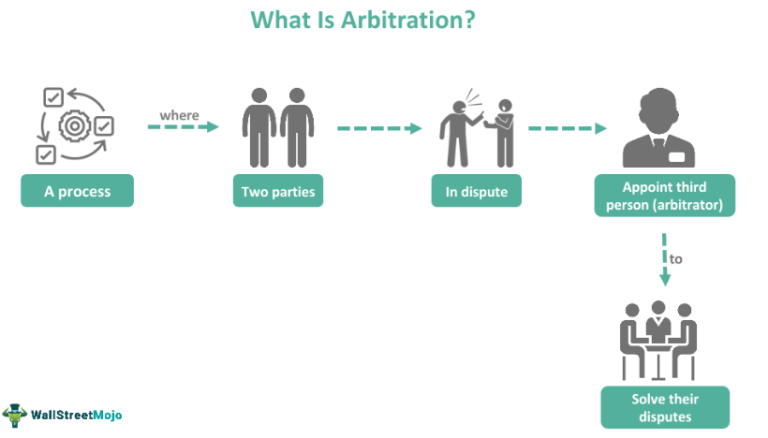 What Is Arbitration?
where
A process
Two parties
In dispute
Appoint third
person (arbitrator)
to
Solve their
disputes
WallStreetMojo